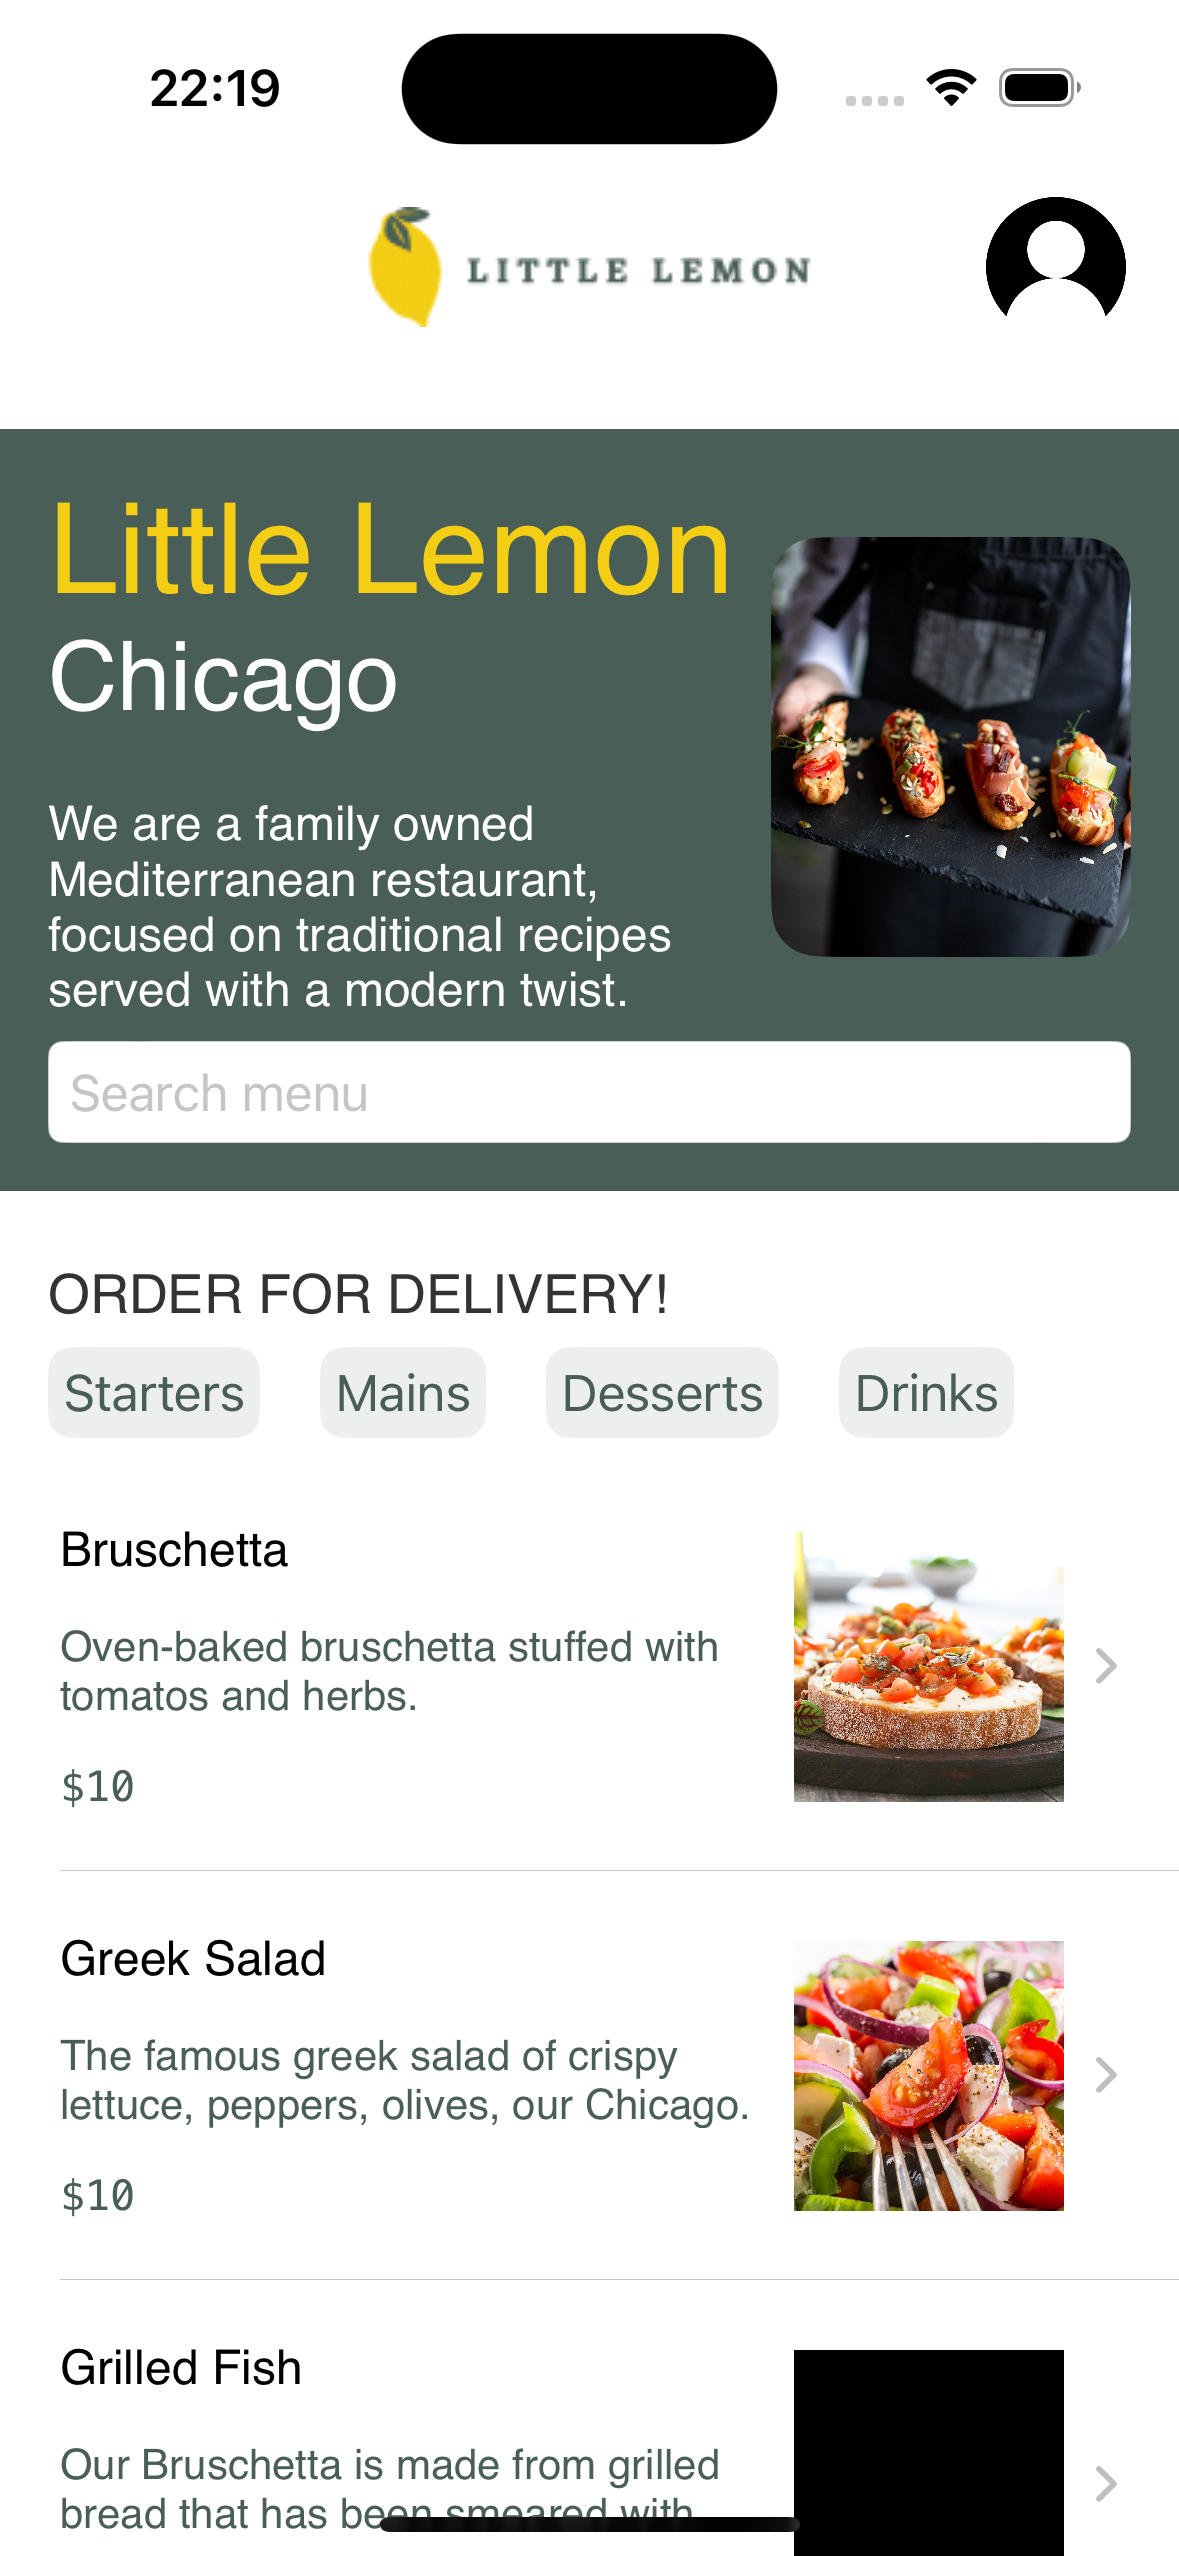 22:19
LITTLE LEMON
Little Lemon
Chicago
We are a family owned
Mediterranean restaurant,
focused on traditional recipes
served with a modern twist.
Search menu
ORDER FOR DELIVERY!
Starters Mains Desserts Drinks
Bruschetta
Oven-baked bruschetta stuffed with
tomatos and herbs.
$10
Greek Salad
The famous greek salad of crispy
lettuce, peppers, olives, our Chicago.
$10
Grilled Fish
Our Bruschetta is made from grilled
bread that has been smeared with